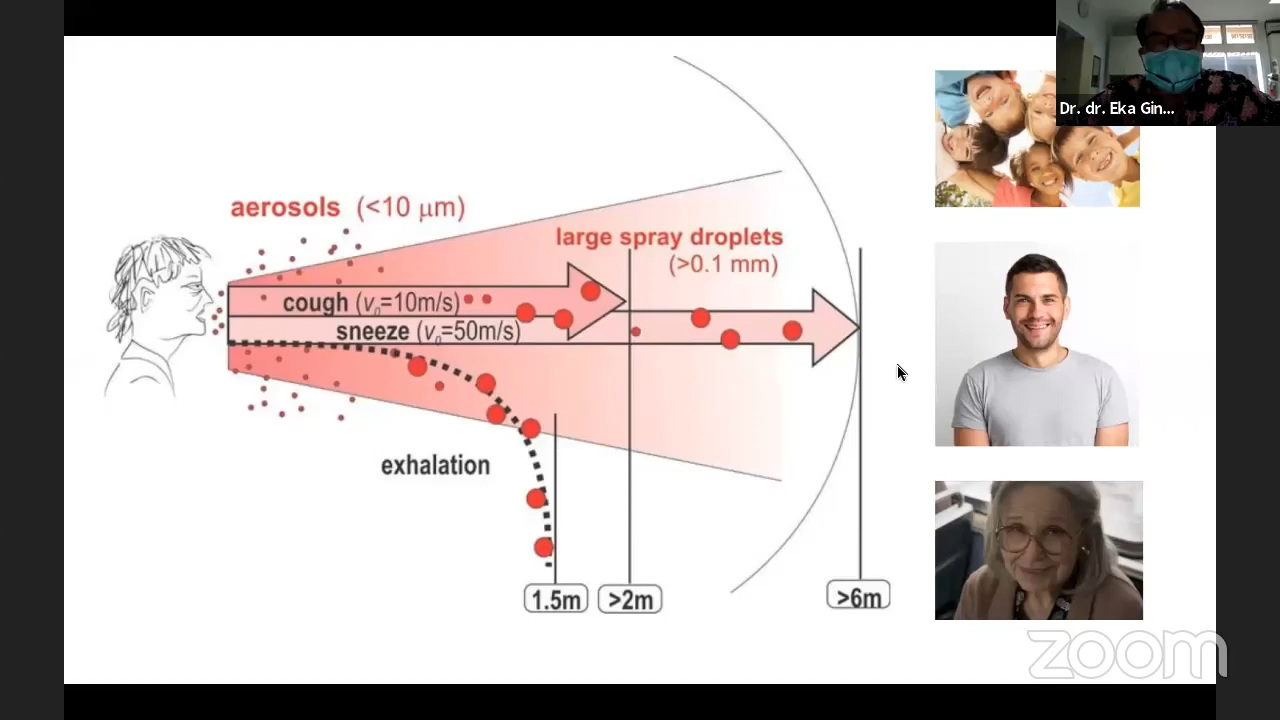 Dr. dr. Eka Gin...
aerosols (<10 μm)
large spray droplets
(>0.1 mm)
cough (v₀=10m/s)
sneeze (v₀=50m/s)
exhalation
1.5m
>2m
>6m
zoom